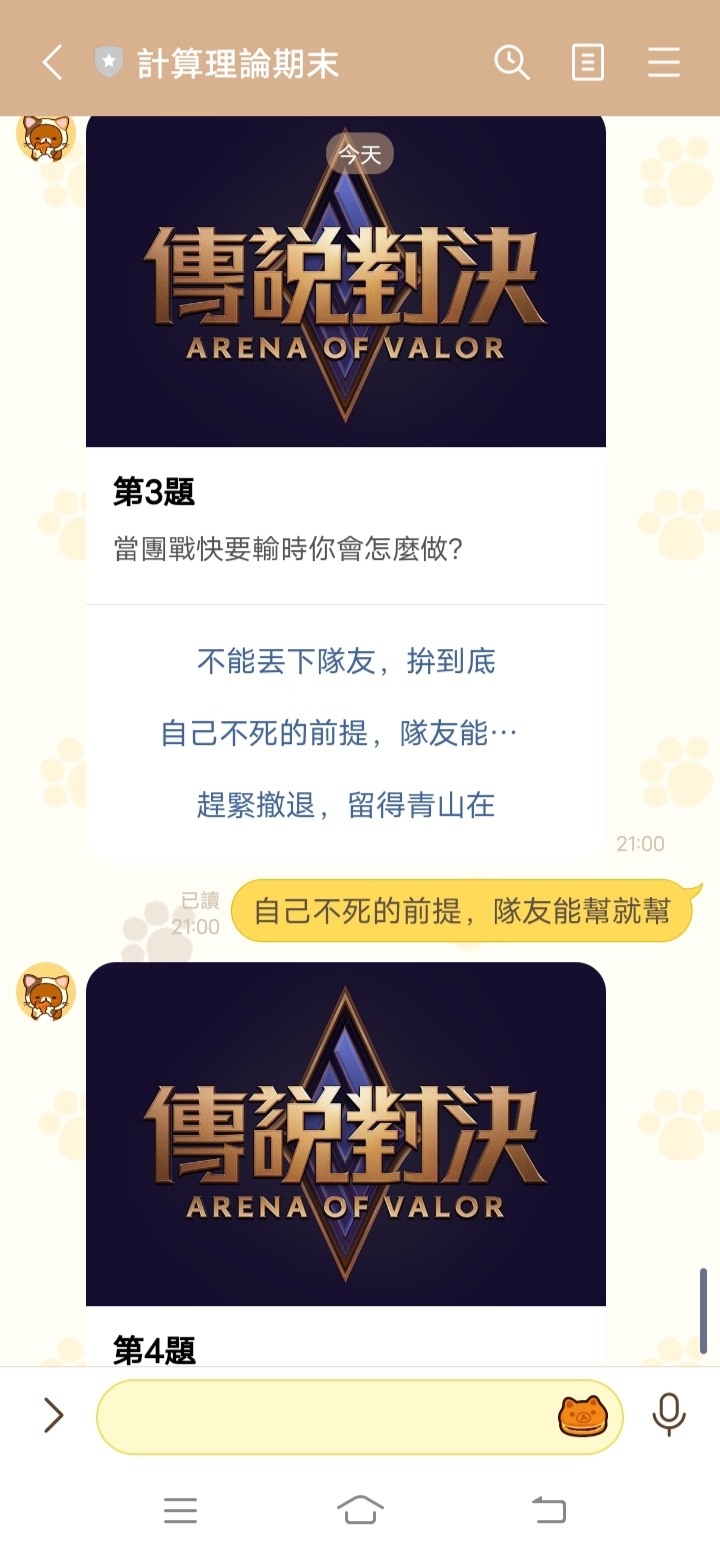 計算理論期末
今天
傳說對決
ARENA OF VALOR
第3題
當團戰快要輸時你會怎麼做?
不能丟下隊友，拚到底
自己不死的前提，隊友能…
趕緊撤退，留得青山在
21:00
已讀
21:00
自己不死的前提，隊友能幫就幫
傳說對決
ARENA OF VALOR
第4題